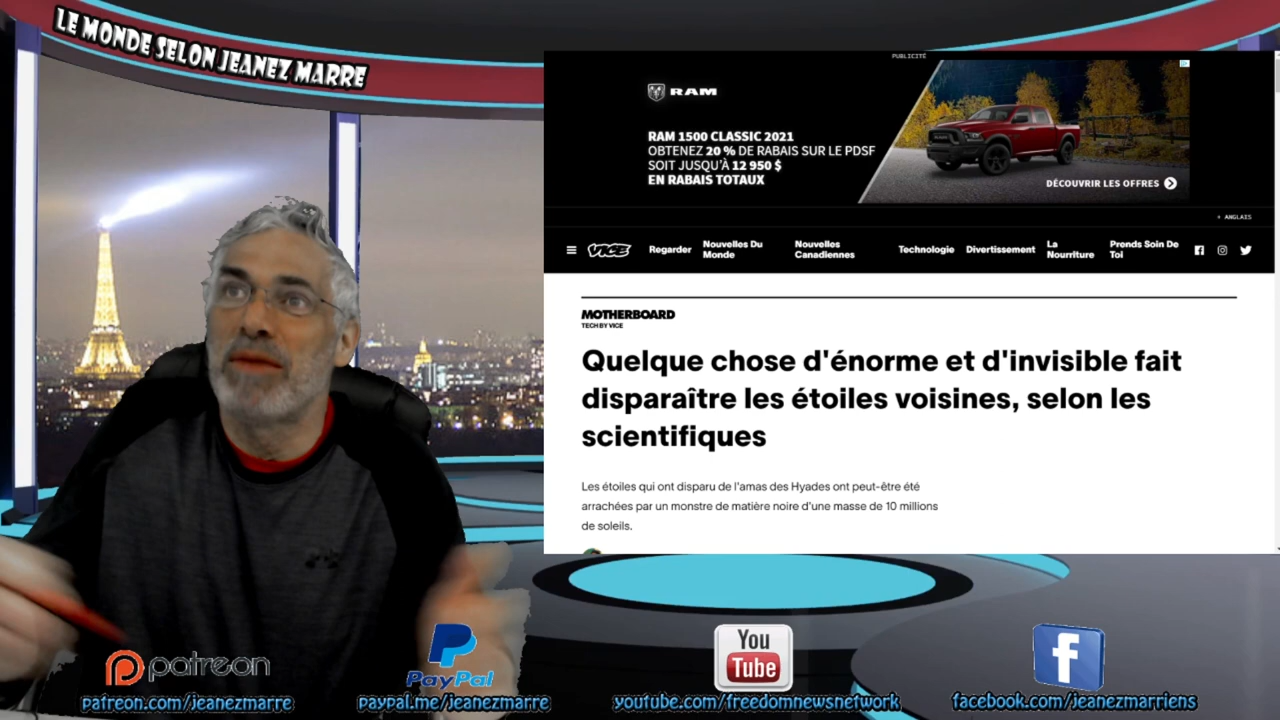 LE MONDE SELON JEANEZ MARRE
PUBLICITÉ
RAM
RAM 1500 CLASSIC 2021
OBTENEZ 20 % DE RABAIS SUR LE PDSF
SOIT JUSQU'À 12 950 $
EN RABAIS TOTAUX
DÉCOUVRIR LES OFFRES
+ ANGLAIS
VICE Regarder Nouvelles Du Monde Nouvelles Canadiennes Technologie Divertissement La Nourriture Prends Soin De Toi
MOTHERBOARD
TECH BY VICE
Quelque chose d'énorme et d'invisible fait
disparaître les étoiles voisines, selon les
scientifiques
Les étoiles qui ont disparu de l'amas des Hyades ont peut-être été
arrachées par un monstre de matière noire d'une masse de 10 millions
de soleils.
patreon
PayPal
You
Tube
f
patreon.com/jeanezmarre
paypal.me/jeanezmarre
youtube.com/freedomnewsnetwork
facebook.com/jeanezmarriens